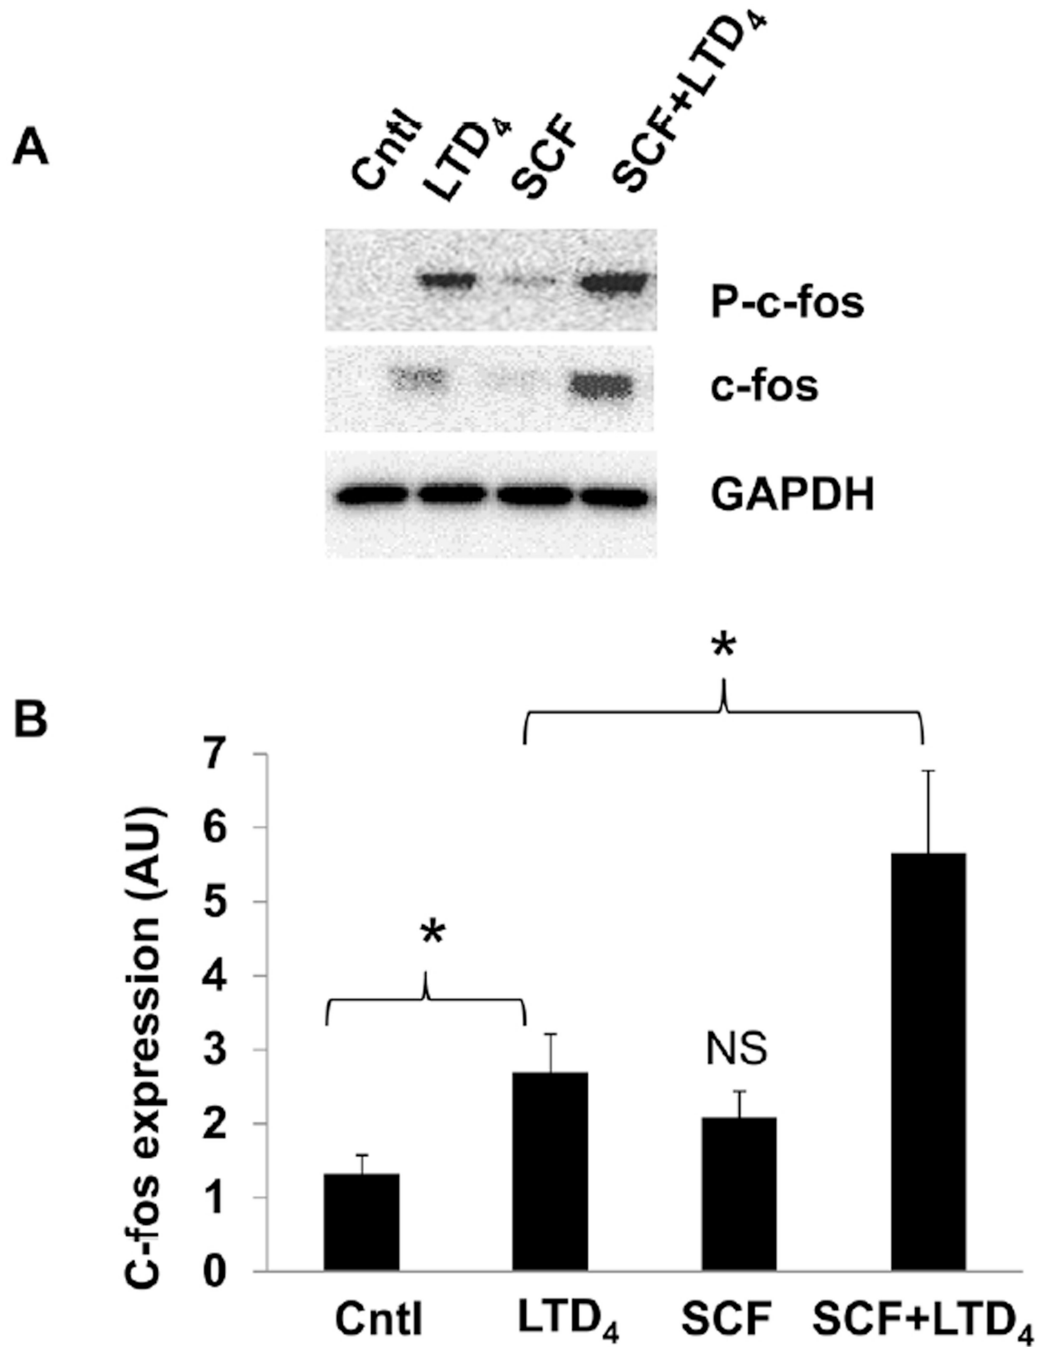 A
Cntl LTD₄ SCF SCF+LTD₄
P-c-fos
c-fos
GAPDH
B
*
*
NS
C-fos expression (AU)
7
6
5
4
3
2
1
0
Cntl LTD₄ SCF SCF+LTD₄